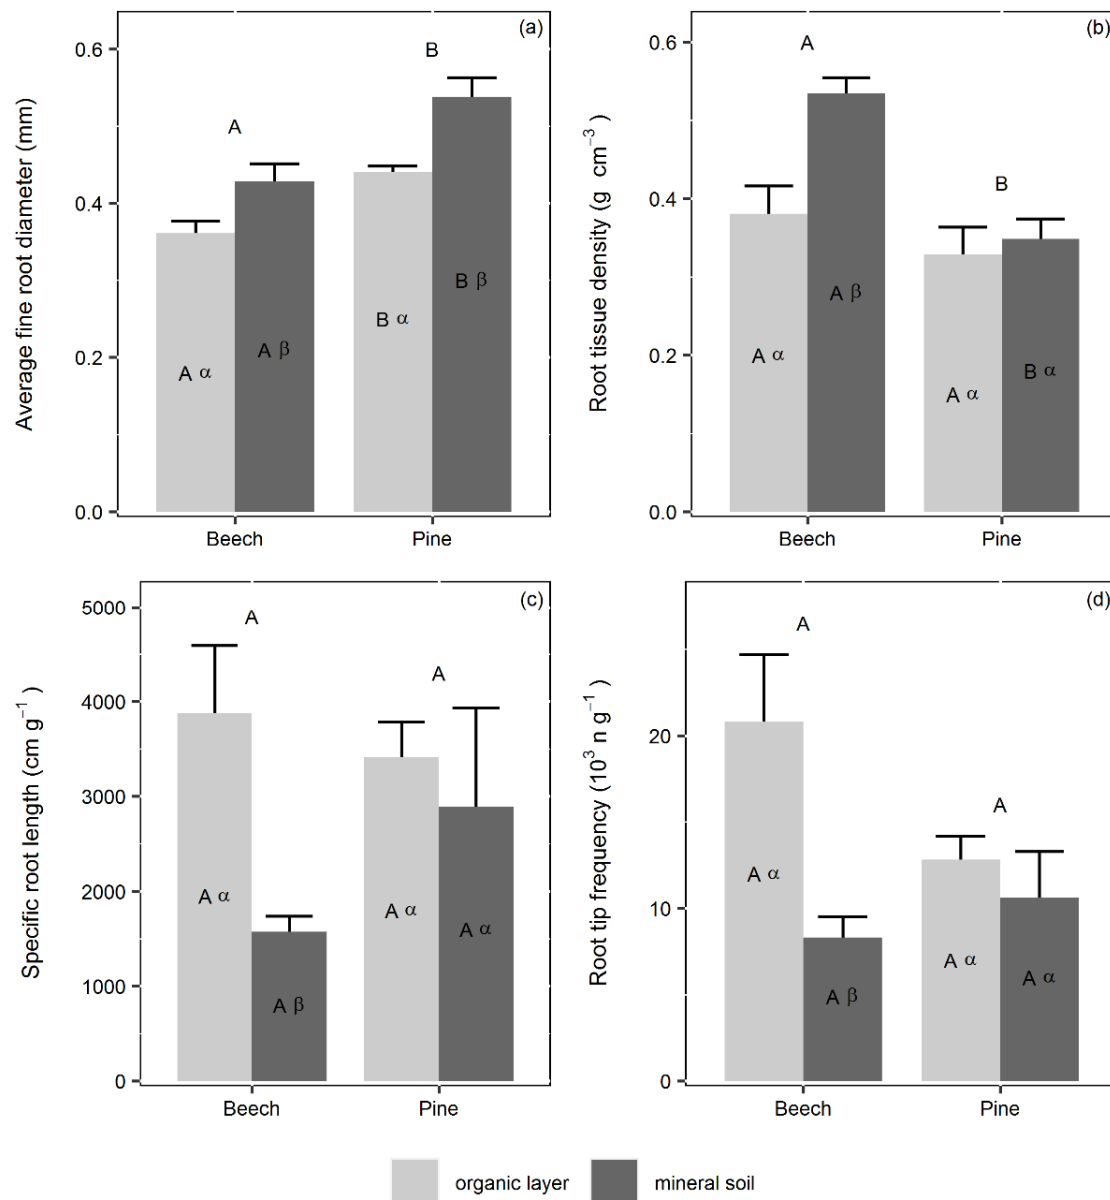 (a)
Average fine root diameter (mm)
0.6
0.4
0.2
0.0
A
B
A α
A β
B α
B β
Beech
Pine
(b)
Root tissue density (g cm⁻³)
0.6
0.4
0.2
0.0
A
B
A α
A β
A α
B α
Beech
Pine
(c)
Specific root length (cm g⁻¹)
5000
4000
3000
2000
1000
0
A
A
A α
A β
A α
A α
Beech
Pine
(d)
Root tip frequency (10³ n g⁻¹)
20
10
0
A
A
A α
A β
A α
A α
Beech
Pine
organic layer
mineral soil